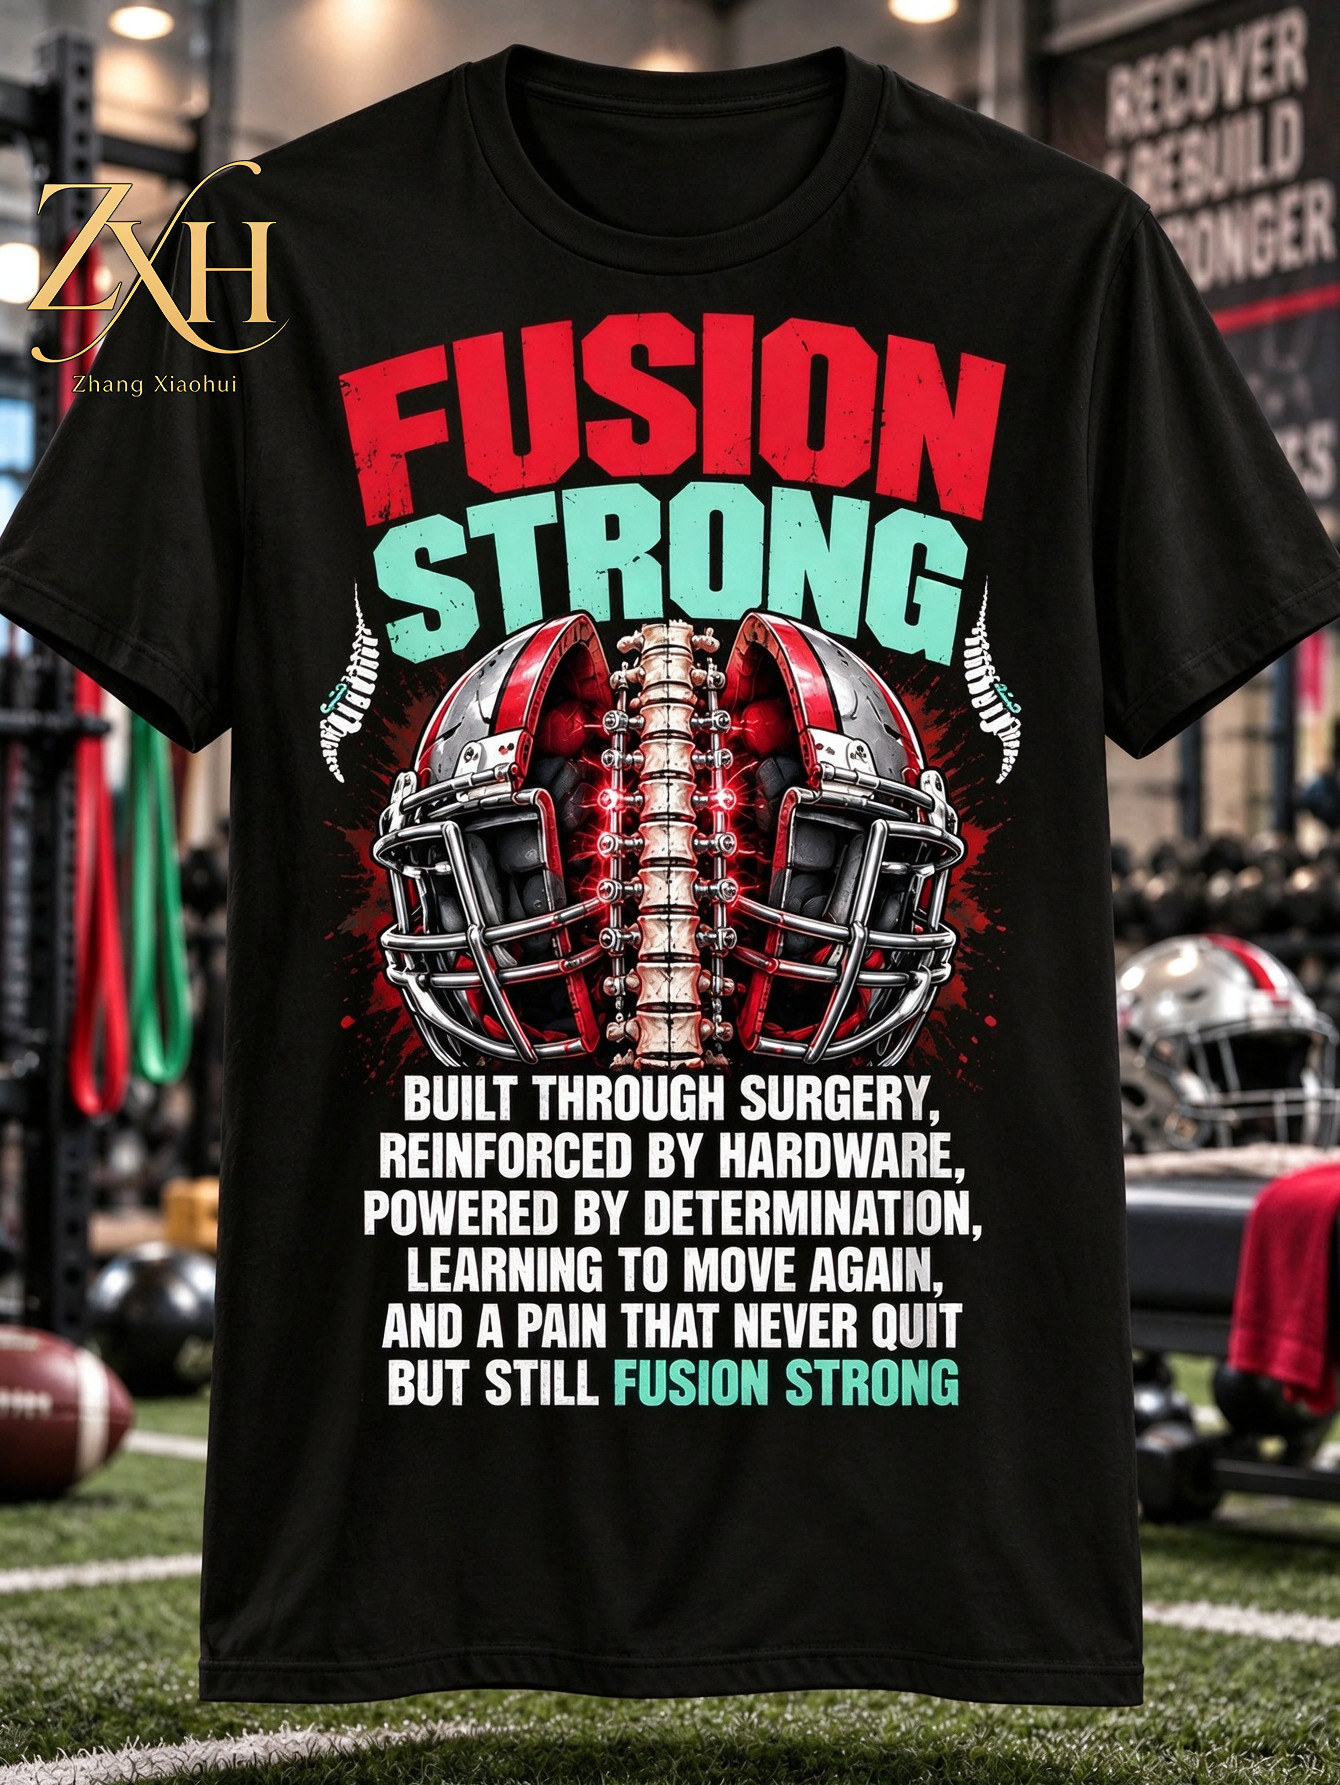 RECOVER
REBUILD
ZXH
Zhang Xiaohui
FUSION
STRONG
BUILT THROUGH SURGERY,
REINFORCED BY HARDWARE,
POWERED BY DETERMINATION,
LEARNING TO MOVE AGAIN,
AND A PAIN THAT NEVER QUIT
BUT STILL FUSION STRONG